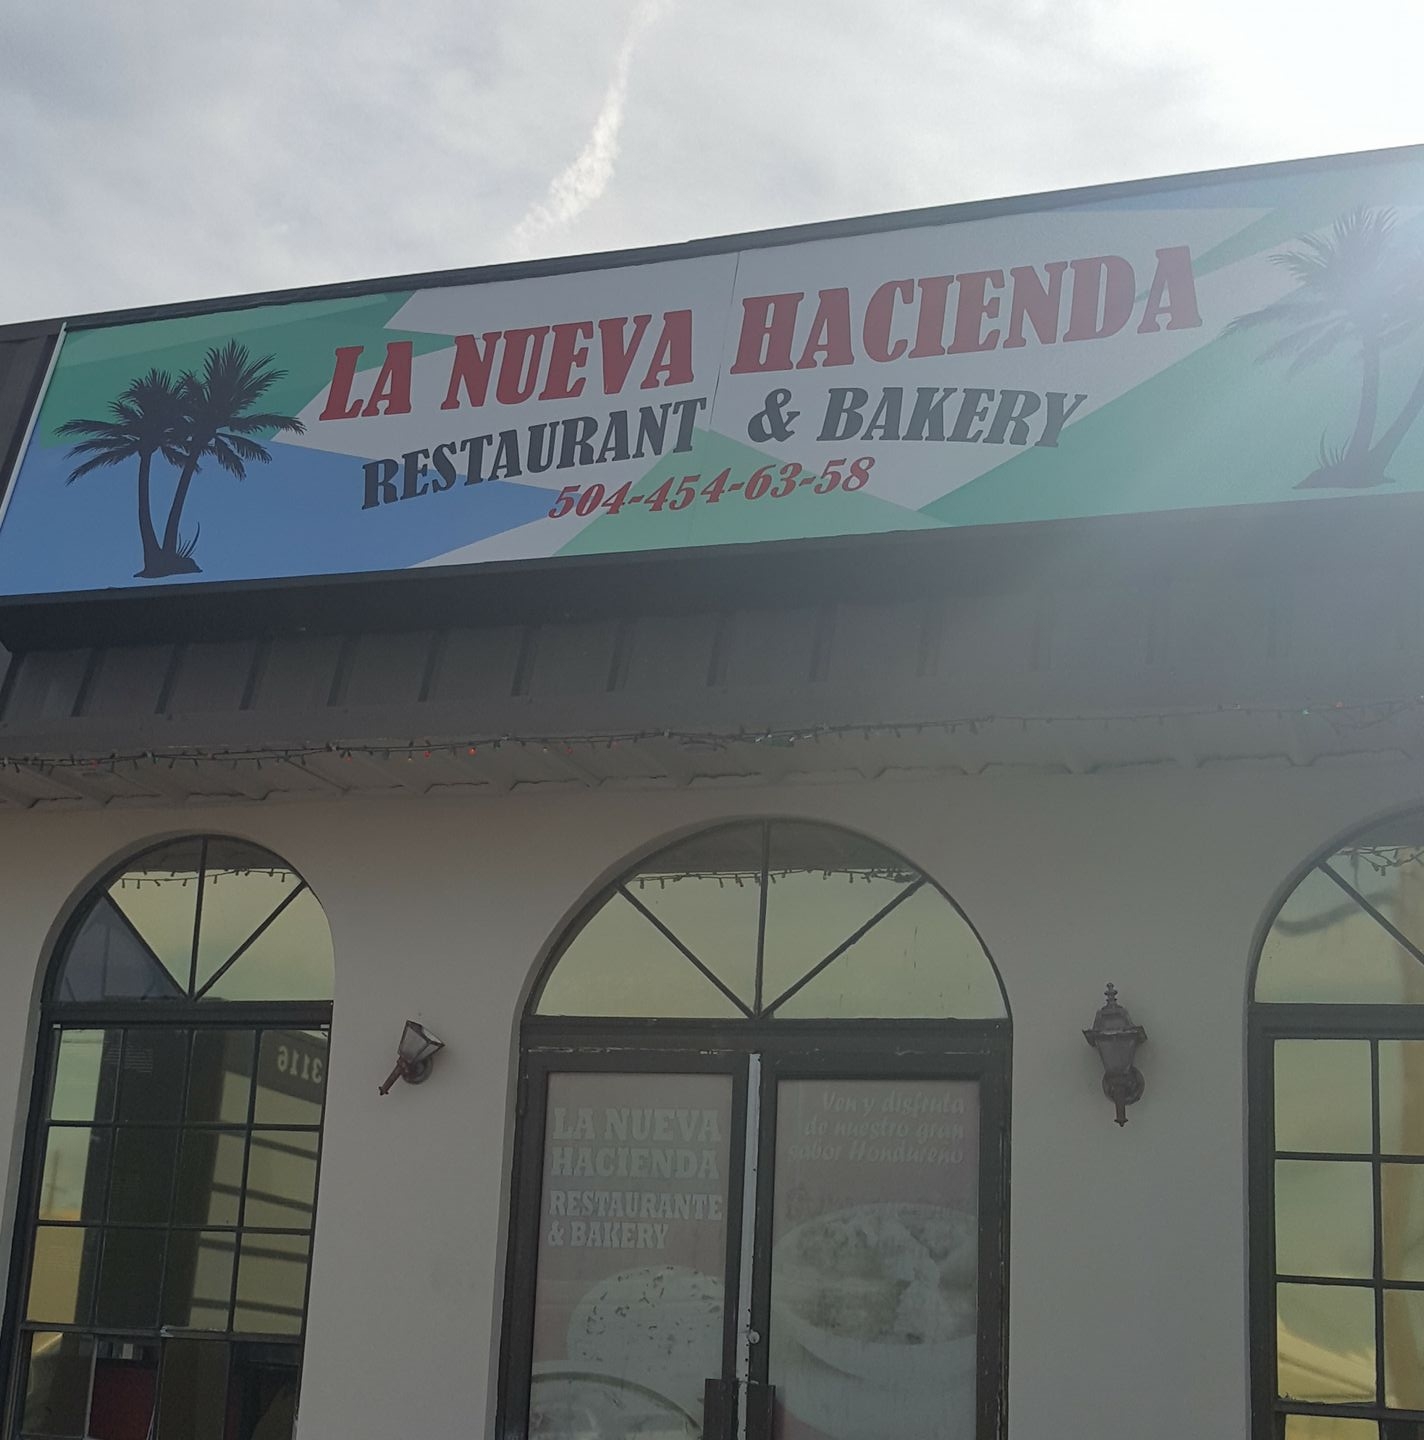 LA NUEVA HACIENDA
RESTAURANT & BAKERY
504-454-63-58
3116
LA NUEVA
HACIENDA
RESTAURANTE
& BAKERY
Ven y disfruta
de nuestro gran
sabor Hondureño